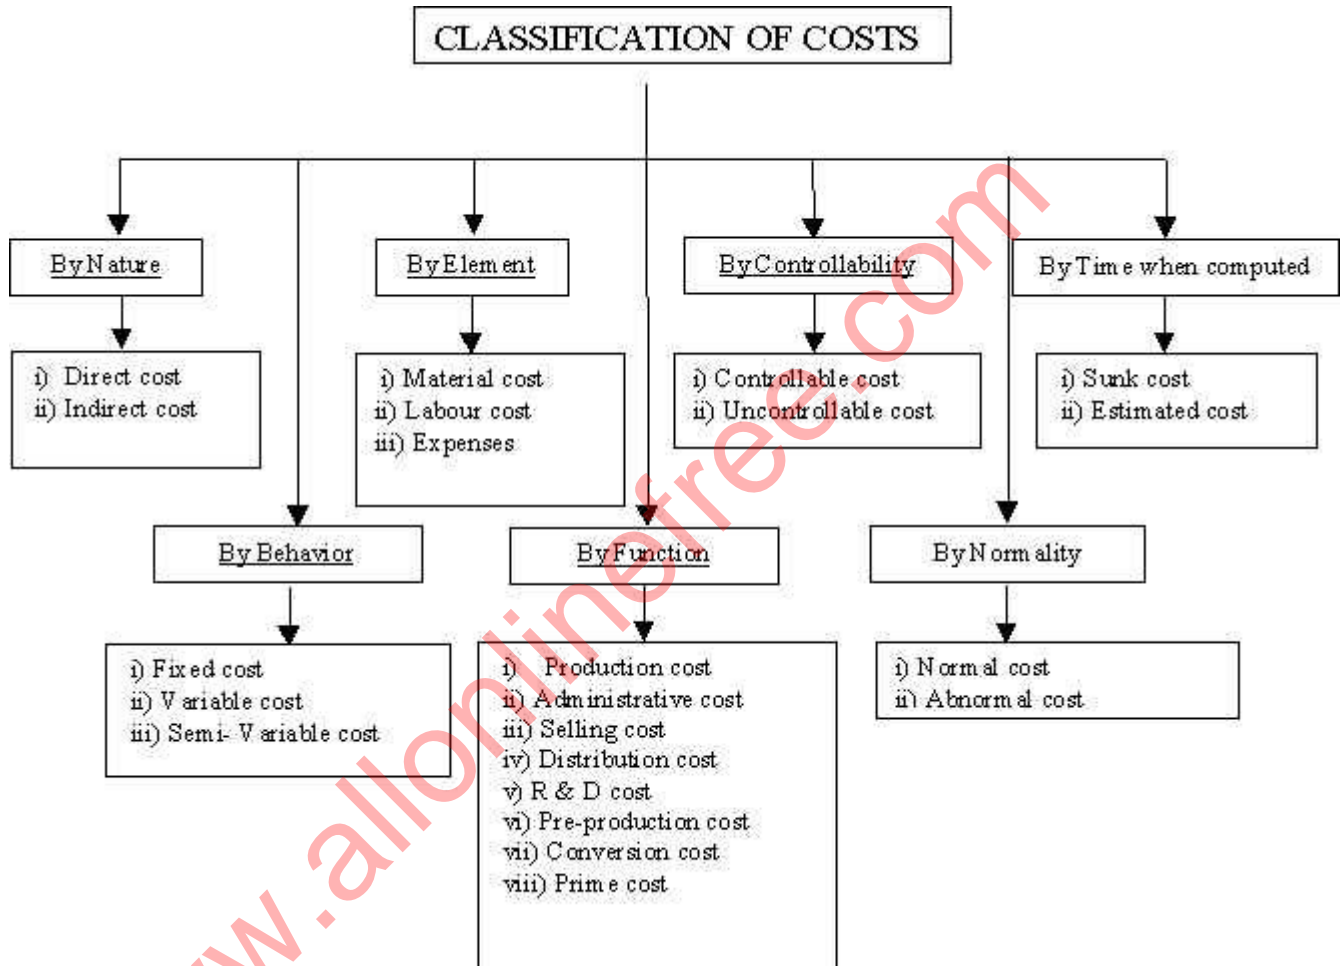 CLASSIFICATION OF COSTS
By Nature
By Element
By Controllability
By Time when computed
i) Direct cost
ii) Indirect cost
i) Material cost
ii) Labour cost
iii) Expenses
i) Controllable cost
ii) Uncontrollable cost
i) Sunk cost
ii) Estimated cost
By Behavior
By Function
By Normality
i) Fixed cost
ii) Variable cost
iii) Semi- Variable cost
i) Production cost
ii) Administrative cost
iii) Selling cost
iv) Distribution cost
v) R & D cost
vi) Pre-production cost
vii) Conversion cost
viii) Prime cost
i) Normal cost
ii) Abnormal cost
w.allonlinefree.com